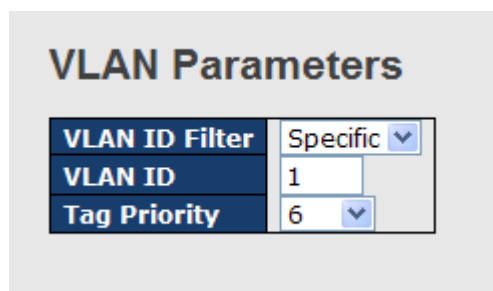 VLAN Parameters
VLAN ID Filter Specific
VLAN ID 1
Tag Priority 6